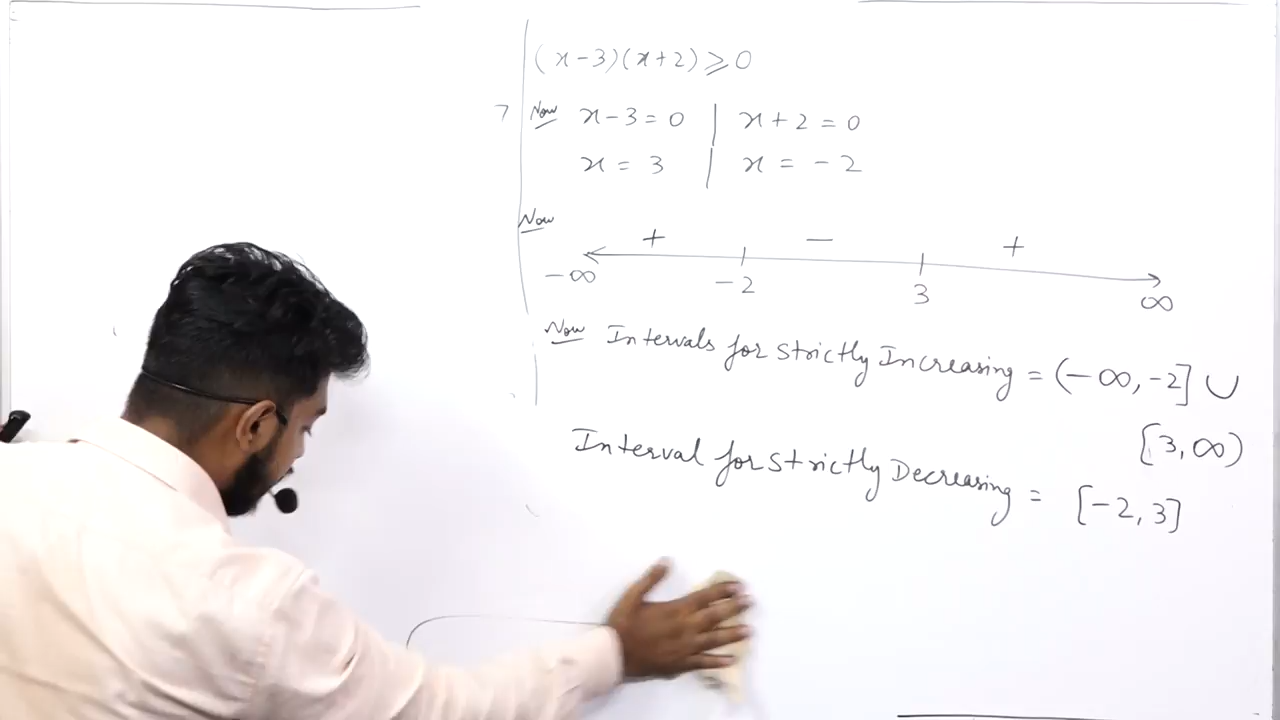 (x-3)(x+2) ⩾ 0
7 Now x-3=0 | x+2=0
x = 3 | x = -2
Now
+ − +
-∞ -2 3 ∞
Now Intervals for Strictly Increasing = (-∞, -2] ∪
[3, ∞)
Interval for Strictly Decreasing = [-2, 3]